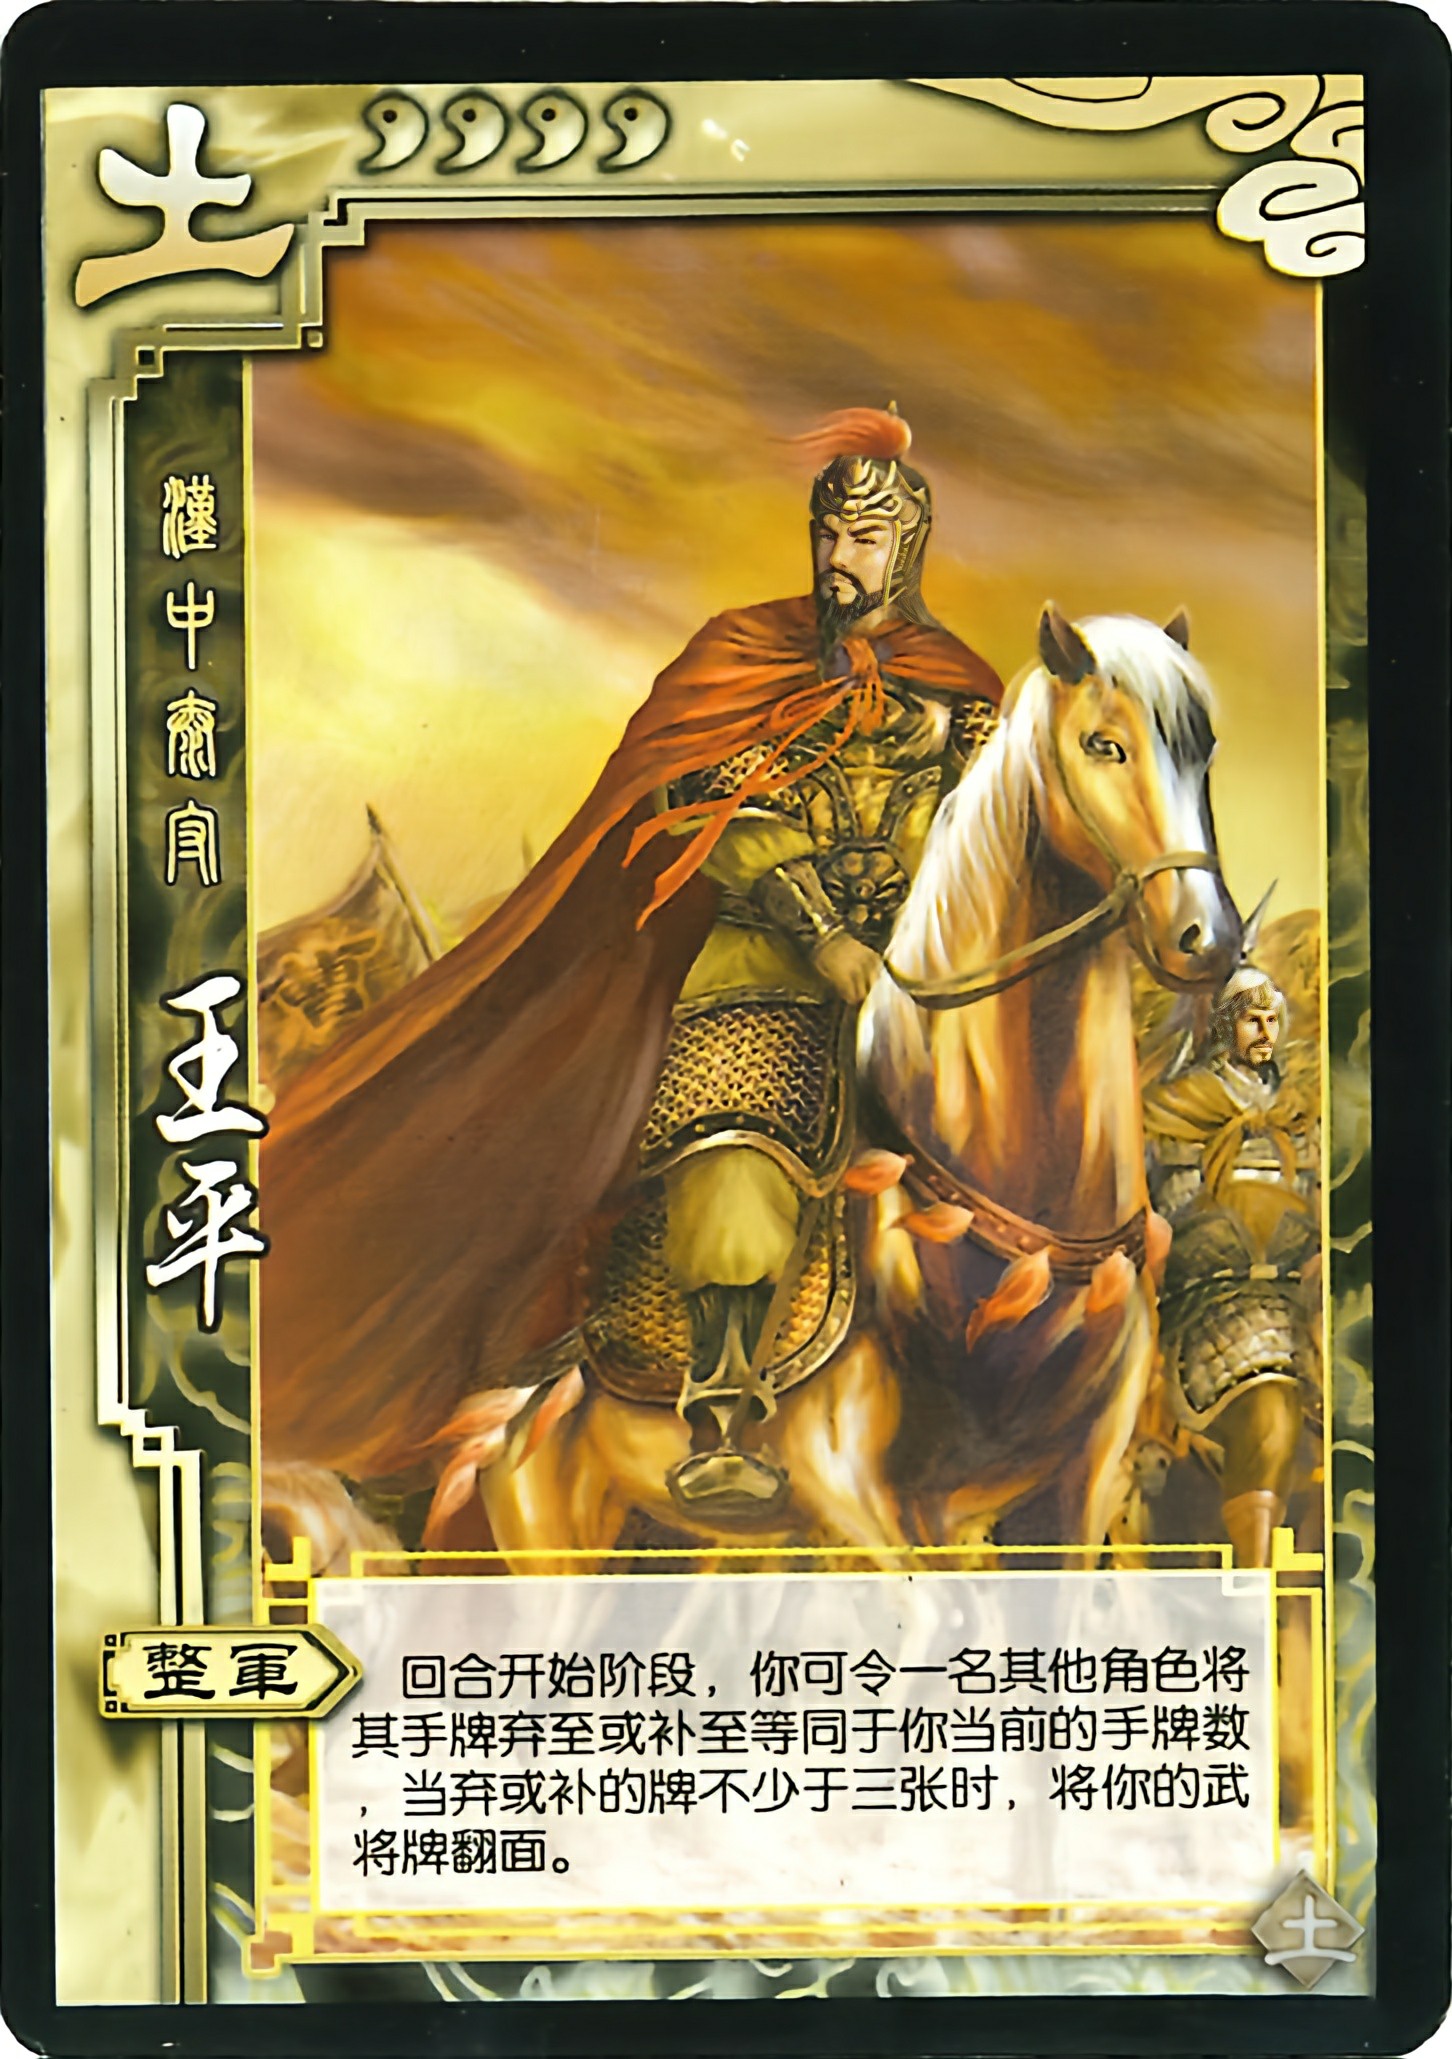 土
漢中太守
王平
整軍
回合开始阶段，你可令一名其他角色将
其手牌弃至或补至等同于你当前的手牌数
，当弃或补的牌不少于三张时，将你的武
将牌翻面。
土